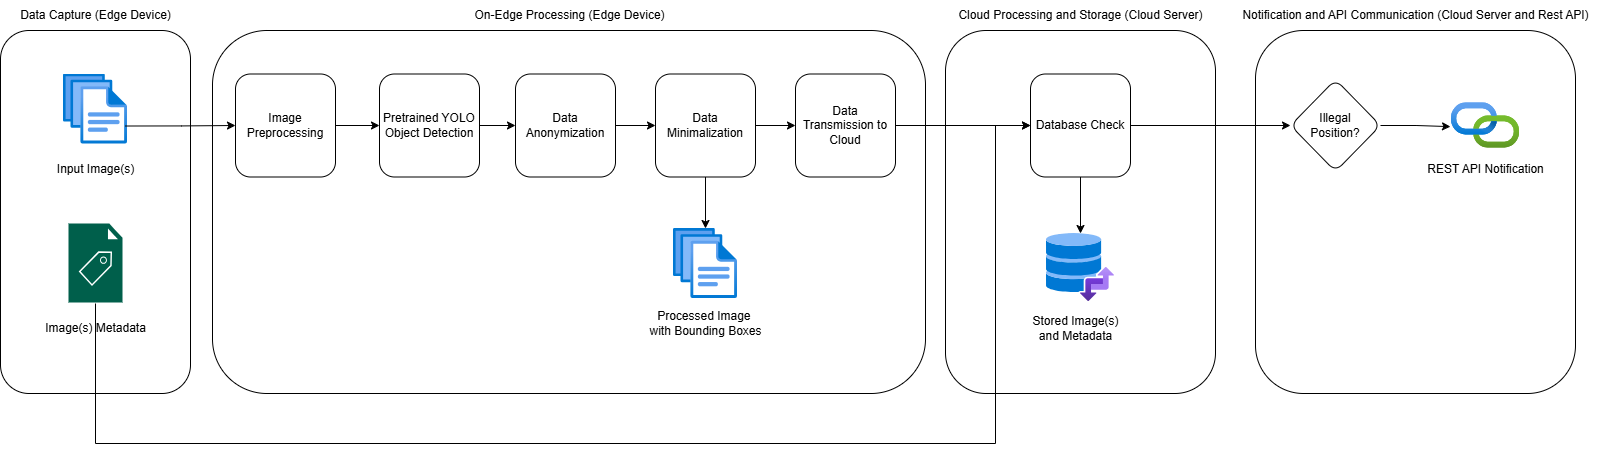 Data Capture (Edge Device)
On-Edge Processing (Edge Device)
Cloud Processing and Storage (Cloud Server)
Notification and API Communication (Cloud Server and Rest API)
Input Image(s)
Image(s) Metadata
Image
Preprocessing
Pretrained YOLO
Object Detection
Data
Anonymization
Data
Minimalization
Data
Transmission to
Cloud
Processed Image
with Bounding Boxes
Database Check
Stored Image(s)
and Metadata
Illegal
Position?
REST API Notification